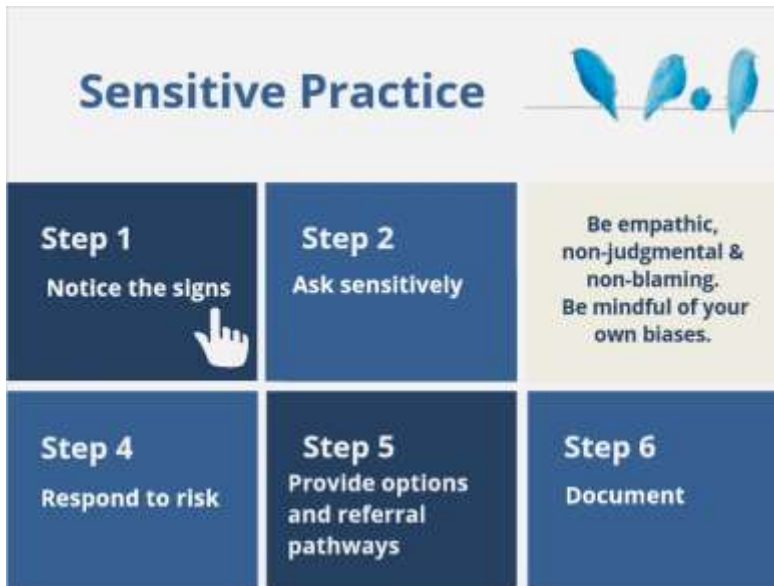 Sensitive Practice
Step 1
Notice the signs
Step 2
Ask sensitively
Be empathic,
non-judgmental &
non-blaming.
Be mindful of your
own biases.
Step 4
Respond to risk
Step 5
Provide options
and referral
pathways
Step 6
Document